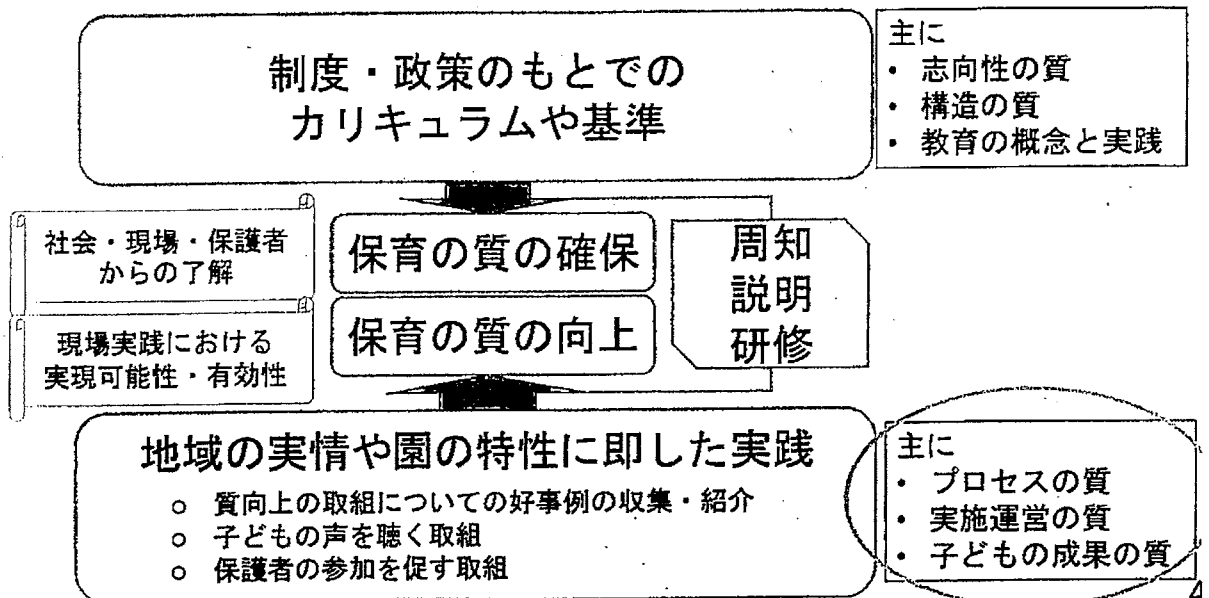 制度・政策のもとでの
カリキュラムや基準
主に
・ 志向性の質
・ 構造の質
・ 教育の概念と実践
社会・現場・保護者
からの了解
保育の質の確保
周知
説明
研修
現場実践における
実現可能性・有効性
保育の質の向上
地域の実情や園の特性に即した実践
○ 質向上の取組についての好事例の収集・紹介
○ 子どもの声を聴く取組
○ 保護者の参加を促す取組
主に
・ プロセスの質
・ 実施運営の質
・ 子どもの成果の質
4